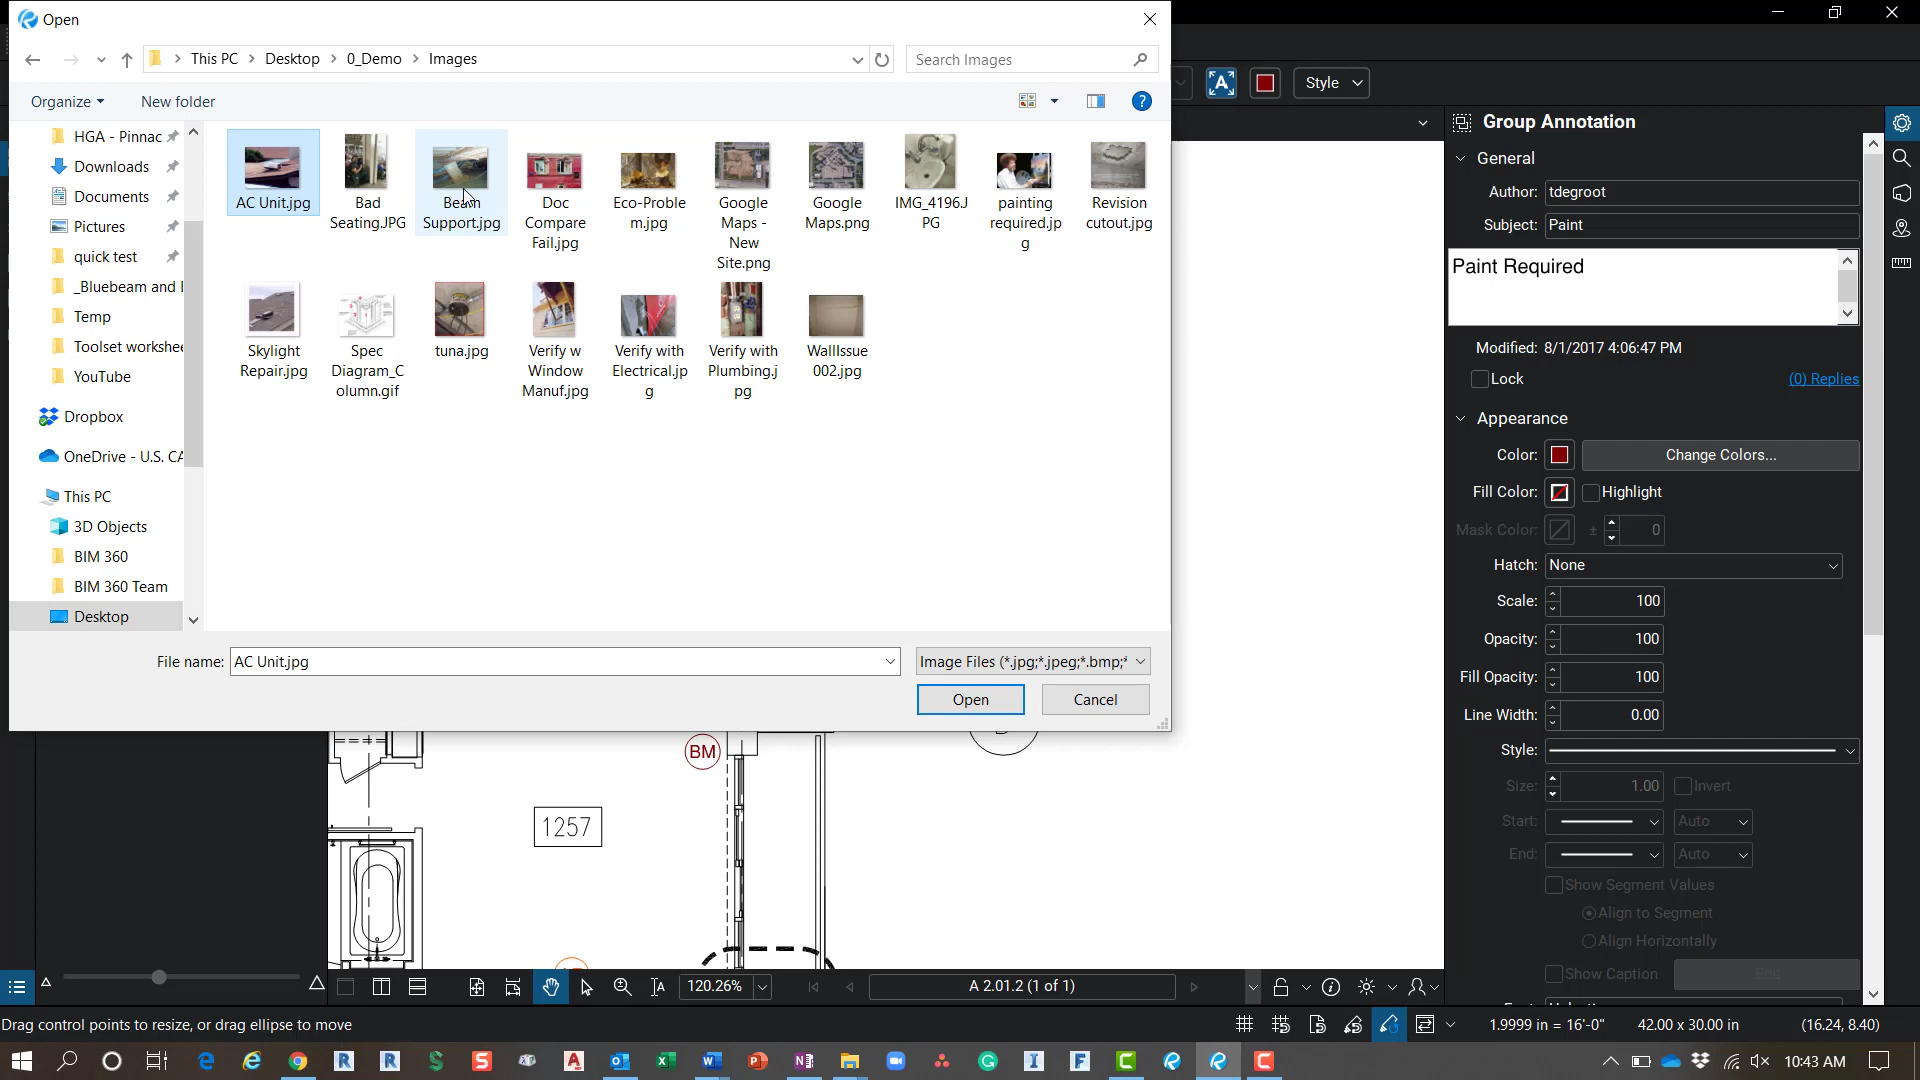 Open
This PC > Desktop > 0_Demo > Images
Search Images
Organize
New folder
HGA - Pinnac
Downloads
Documents
Pictures
quick test
_Bluebeam and
Temp
Toolset workshee
YouTube
Dropbox
OneDrive - U.S. CA
This PC
3D Objects
BIM 360
BIM 360 Team
Desktop
AC Unit.jpg
Bad
Seating.JPG
Beam
Support.jpg
Doc
Compare
Fail.jpg
Eco-Proble
m.jpg
Google
Maps -
New
Site.png
Google
Maps.png
IMG_4196.J
PG
painting
required.jp
g
Revision
cutout.jpg
Skylight
Repair.jpg
Spec
Diagram_C
olumn.gif
tuna.jpg
Verify w
Window
Manuf.jpg
Verify with
Electrical.jp
g
Verify with
Plumbing.j
pg
WallIssue
002.jpg
File name: AC Unit.jpg
Image Files (*.jpg;*.jpeg;*.bmp;*
Open
Cancel
Style
Group Annotation
General
Author: tdegroot
Subject: Paint
Paint Required
Modified: 8/1/2017 4:06:47 PM
Lock
(0) Replies
Appearance
Color: Change Colors...
Fill Color: Highlight
Mask Color: ± 0
Hatch: None
Scale: 100
Opacity: 100
Fill Opacity: 100
Line Width: 0.00
Style:
Size: 1.00 Invert
Start: Auto
End: Auto
Show Segment Values
Align to Segment
Align Horizontally
Show Caption
BM
1257
120.26%
A 2.01.2 (1 of 1)
Drag control points to resize, or drag ellipse to move
1.9999 in = 16'-0"
42.00 x 30.00 in
(16.24, 8.40)
10:43 AM